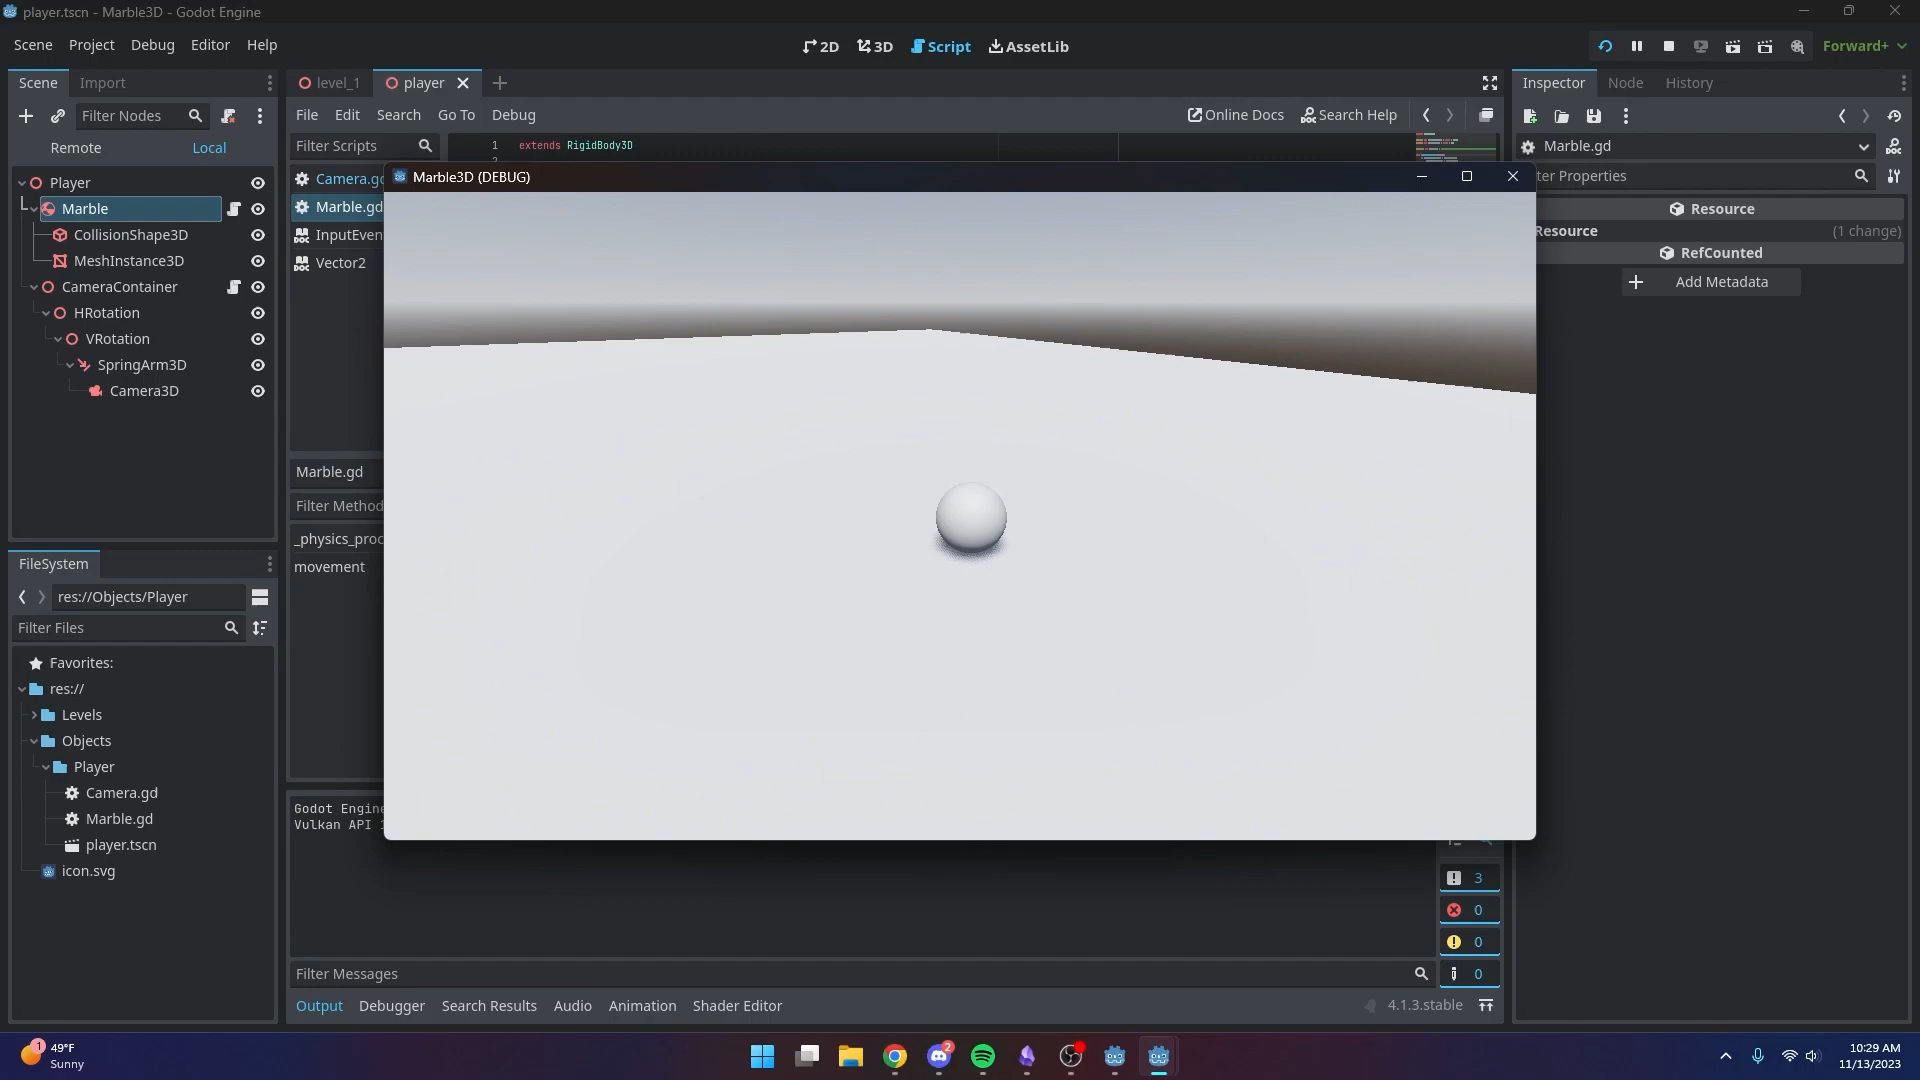 player.tscn - Marble3D - Godot Engine
Scene Project Debug Editor Help
2D 3D Script AssetLib
Forward+
Scene Import
level_1 player
Inspector Node History
Filter Nodes
File Edit Search Go To Debug
Online Docs Search Help
Remote Local
Filter Scripts
1 extends RigidBody3D
2
Marble.gd
Player
Camera.gd
Marble3D (DEBUG)
ter Properties
Marble
Marble.gd
Resource
CollisionShape3D
InputEven
Resource (1 change)
MeshInstance3D
Vector2
RefCounted
CameraContainer
Add Metadata
HRotation
VRotation
SpringArm3D
Camera3D
Marble.gd
Filter Method
_physics_proc
movement
FileSystem
res://Objects/Player
Filter Files
Favorites:
res://
Levels
Objects
Player
Camera.gd
Marble.gd
player.tscn
icon.svg
Godot Engine
Vulkan API
3
0
0
0
Filter Messages
Output Debugger Search Results Audio Animation Shader Editor
4.1.3.stable
1
49°F
Sunny
2
10:29 AM
11/13/2023